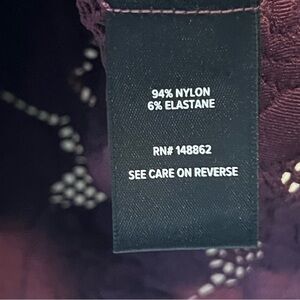 94% NYLON
6% ELASTANE
RN# 148862
SEE CARE ON REVERSE